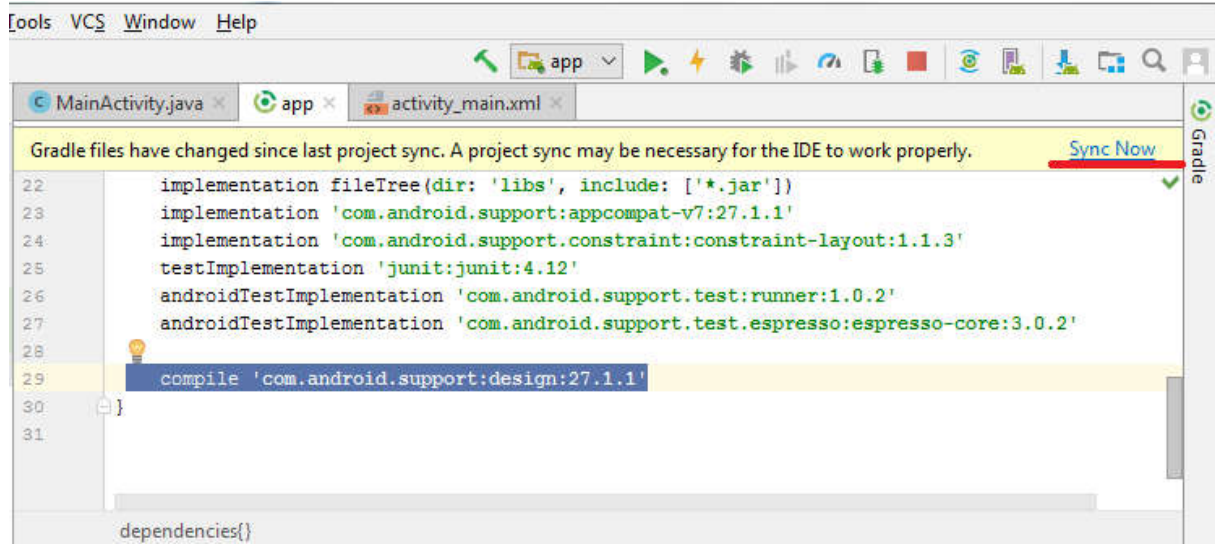 Tools VCS Window Help
app
MainActivity.java app activity_main.xml
Gradle files have changed since last project sync. A project sync may be necessary for the IDE to work properly. Sync Now
Gradle
22 implementation fileTree(dir: 'libs', include: ['*.jar'])
23 implementation 'com.android.support:appcompat-v7:27.1.1'
24 implementation 'com.android.support.constraint:constraint-layout:1.1.3'
25 testImplementation 'junit:junit:4.12'
26 androidTestImplementation 'com.android.support.test:runner:1.0.2'
27 androidTestImplementation 'com.android.support.test.espresso:espresso-core:3.0.2'
28
29 compile 'com.android.support:design:27.1.1'
30 }
31
dependencies{}